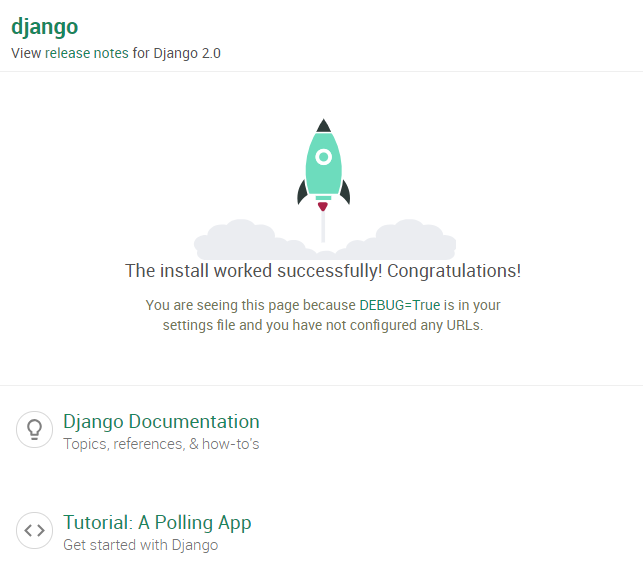 django
View release notes for Django 2.0
The install worked successfully! Congratulations!
You are seeing this page because DEBUG=True is in your
settings file and you have not configured any URLs.
Django Documentation
Topics, references, & how-to's
Tutorial: A Polling App
Get started with Django